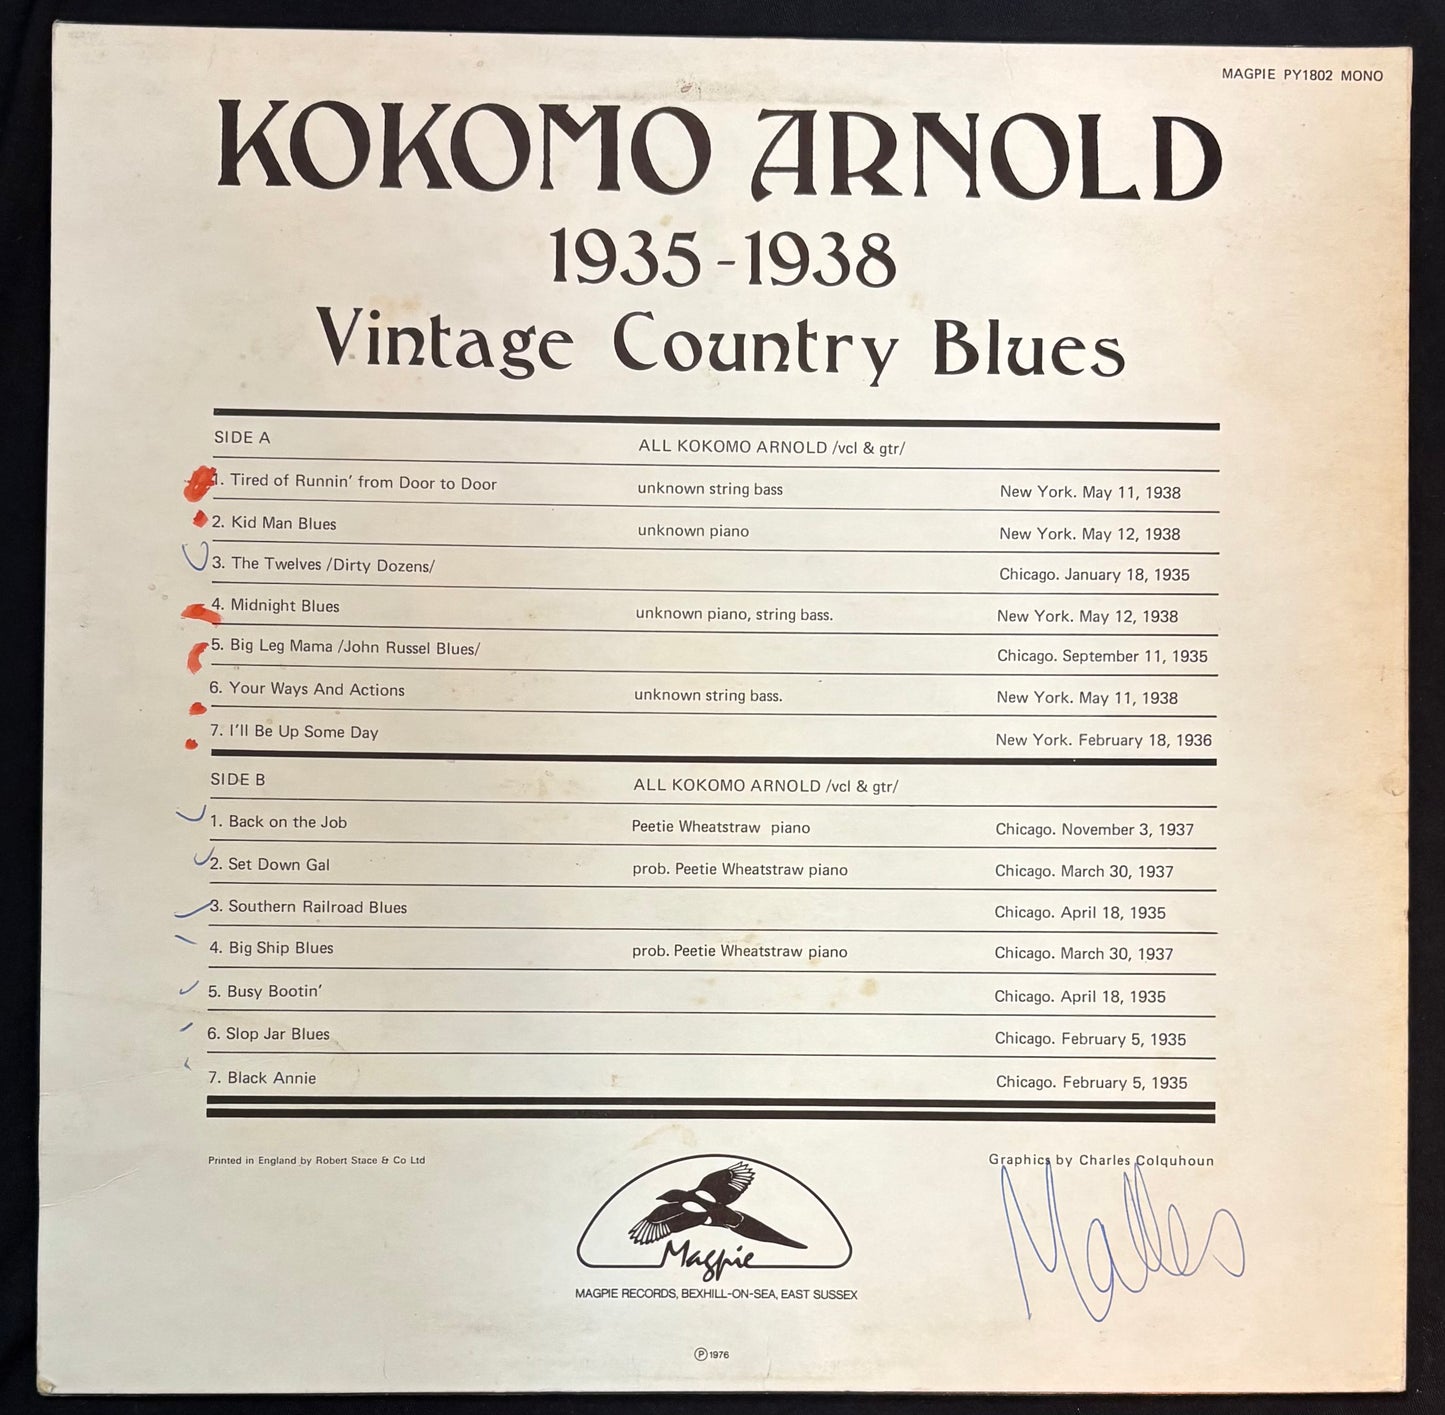 MAGPIE PY1802 MONO
KOKOMO ARNOLD
1935-1938
Vintage Country Blues
SIDE A ALL KOKOMO ARNOLD /vcl & gtr/
1. Tired of Runnin' from Door to Door unknown string bass New York. May 11, 1938
2. Kid Man Blues unknown piano New York. May 12, 1938
3. The Twelves /Dirty Dozens/ Chicago. January 18, 1935
4. Midnight Blues unknown piano, string bass. New York. May 12, 1938
5. Big Leg Mama /John Russel Blues/ Chicago. September 11, 1935
6. Your Ways And Actions unknown string bass. New York. May 11, 1938
7. I'll Be Up Some Day New York. February 18, 1936
SIDE B ALL KOKOMO ARNOLD /vcl & gtr/
1. Back on the Job Peetie Wheatstraw piano Chicago. November 3, 1937
2. Set Down Gal prob. Peetie Wheatstraw piano Chicago. March 30, 1937
3. Southern Railroad Blues Chicago. April 18, 1935
4. Big Ship Blues prob. Peetie Wheatstraw piano Chicago. March 30, 1937
5. Busy Bootin' Chicago. April 18, 1935
6. Slop Jar Blues Chicago. February 5, 1935
7. Black Annie Chicago. February 5, 1935
Printed in England by Robert Stace & Co Ltd
Graphics by Charles Colquhoun
Magpie
MAGPIE RECORDS, BEXHILL-ON-SEA, EAST SUSSEX
Ⓟ 1976